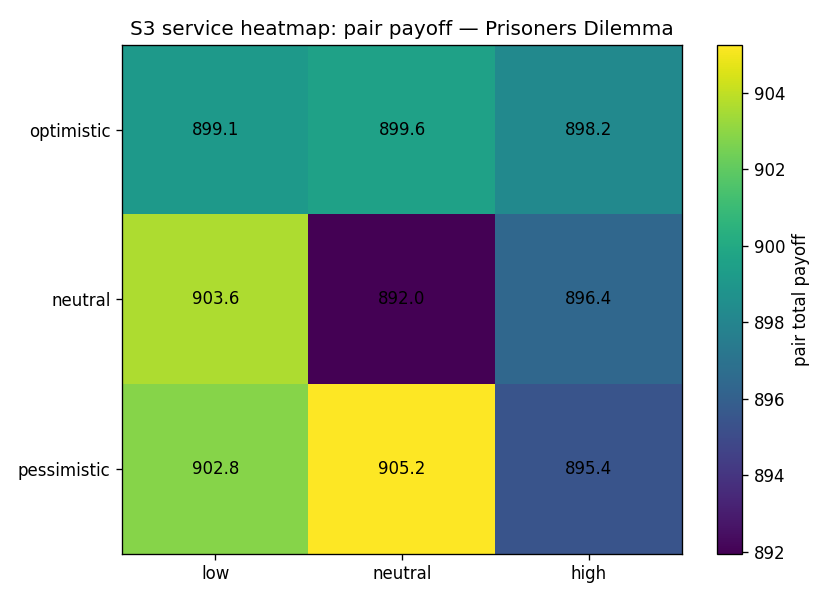 S3 service heatmap: pair payoff — Prisoners Dilemma
optimistic 899.1 899.6 898.2
neutral 903.6 892.0 896.4
pessimistic 902.8 905.2 895.4
low neutral high
904
902
900
898
896
894
892
pair total payoff